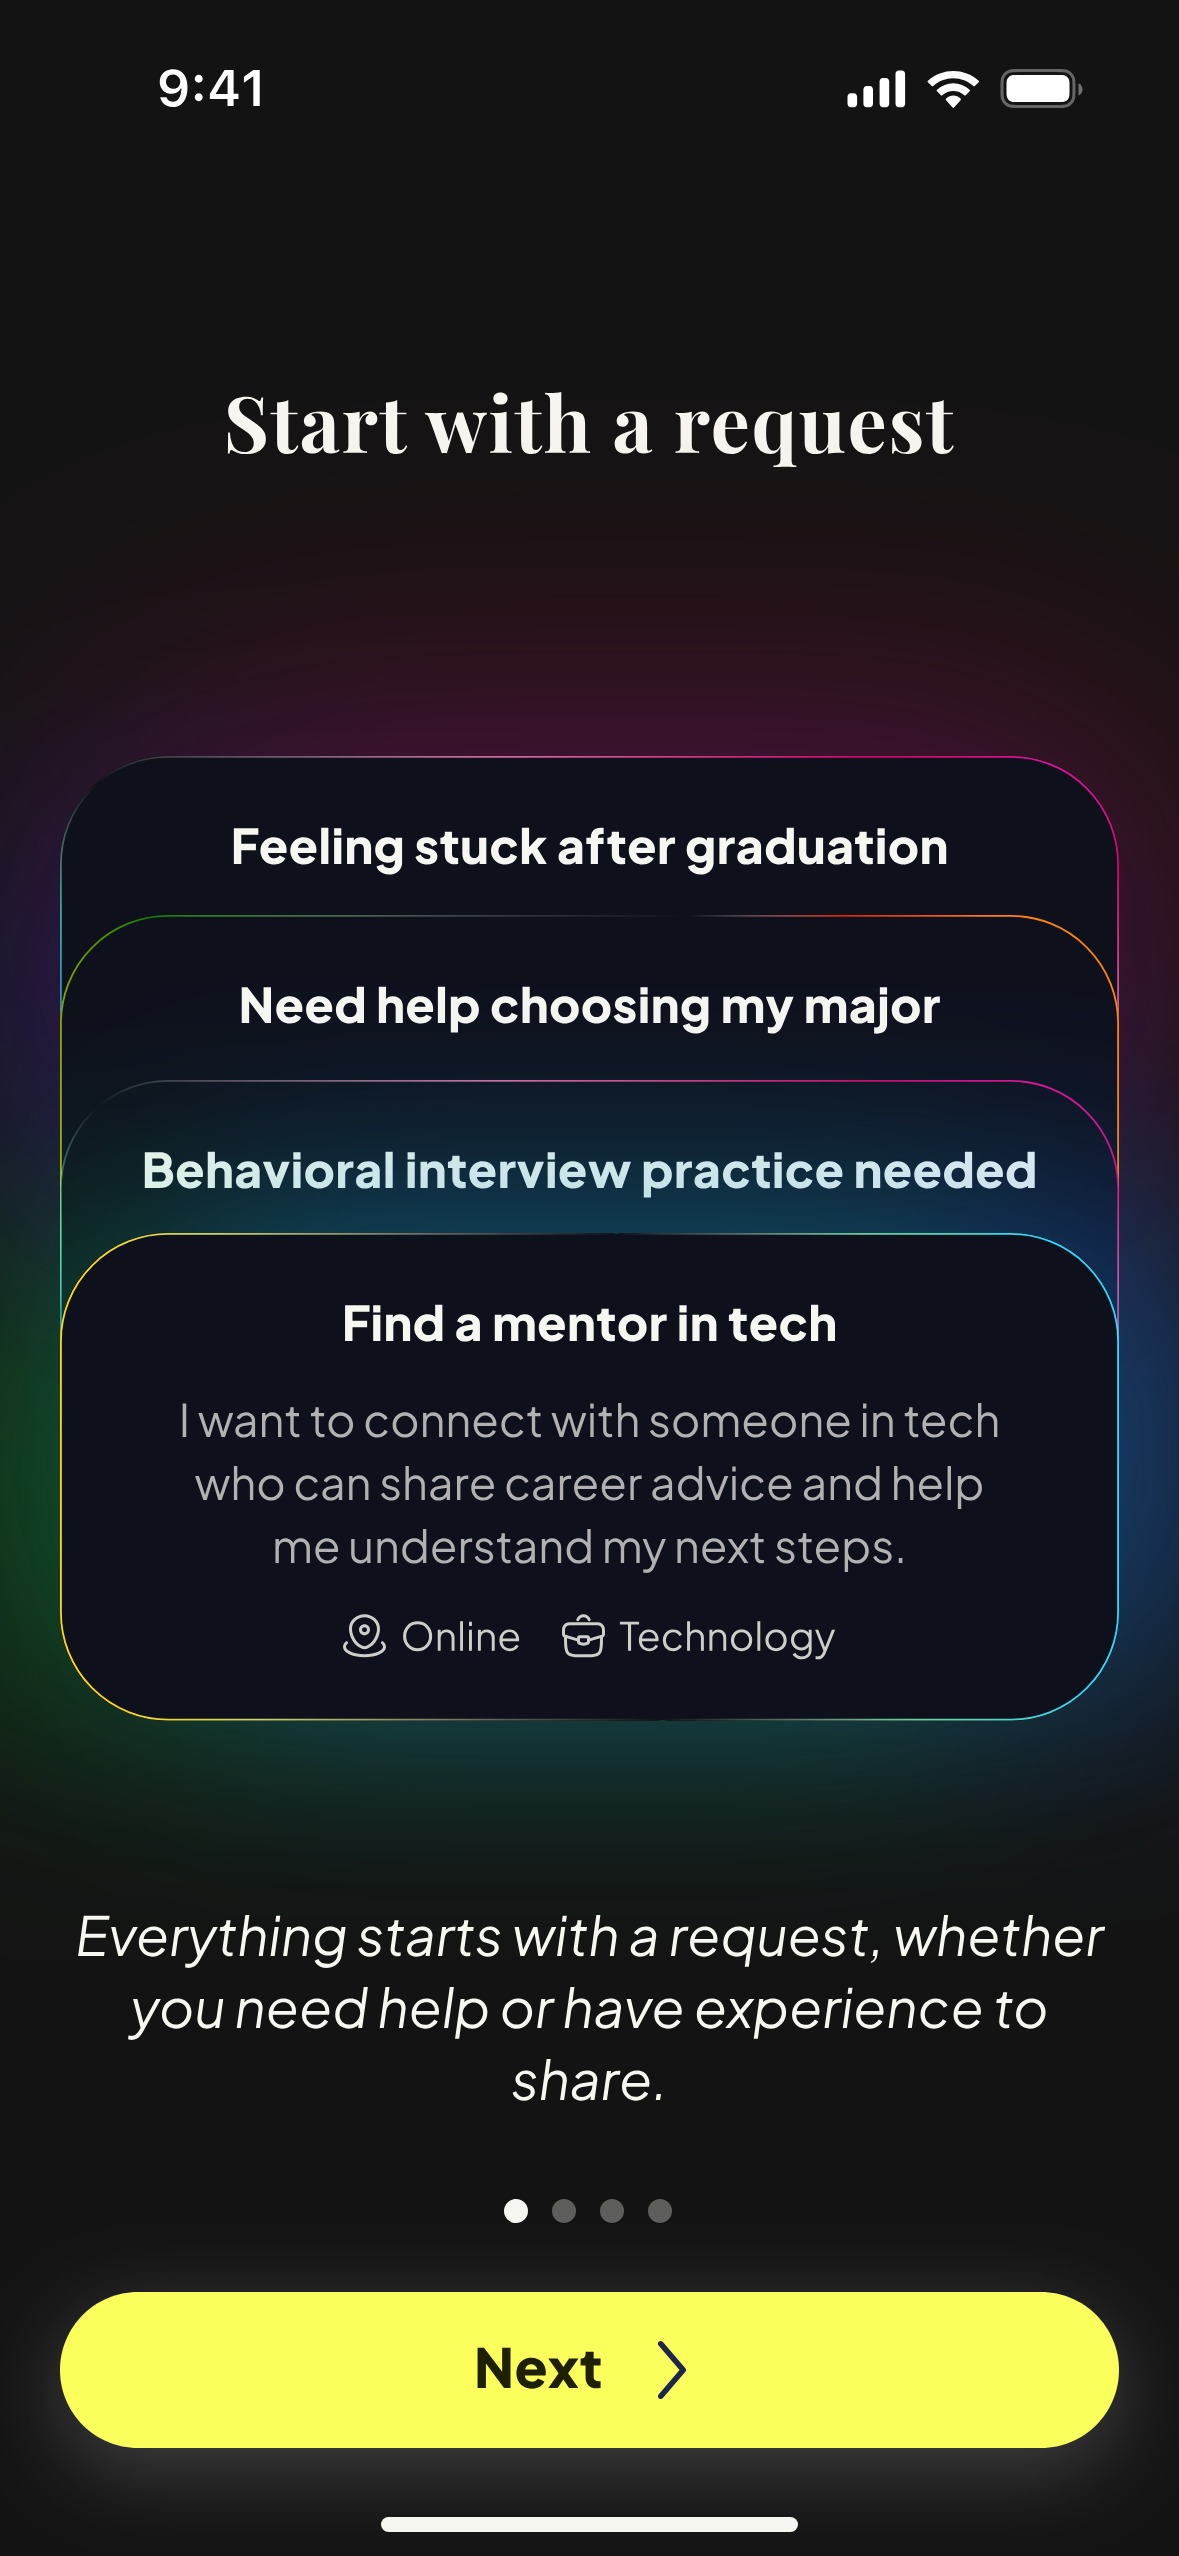 9:41
Start with a request
Feeling stuck after graduation
Need help choosing my major
Behavioral interview practice needed
Find a mentor in tech
I want to connect with someone in tech
who can share career advice and help
me understand my next steps.
Online Technology
Everything starts with a request, whether
you need help or have experience to
share.
Next